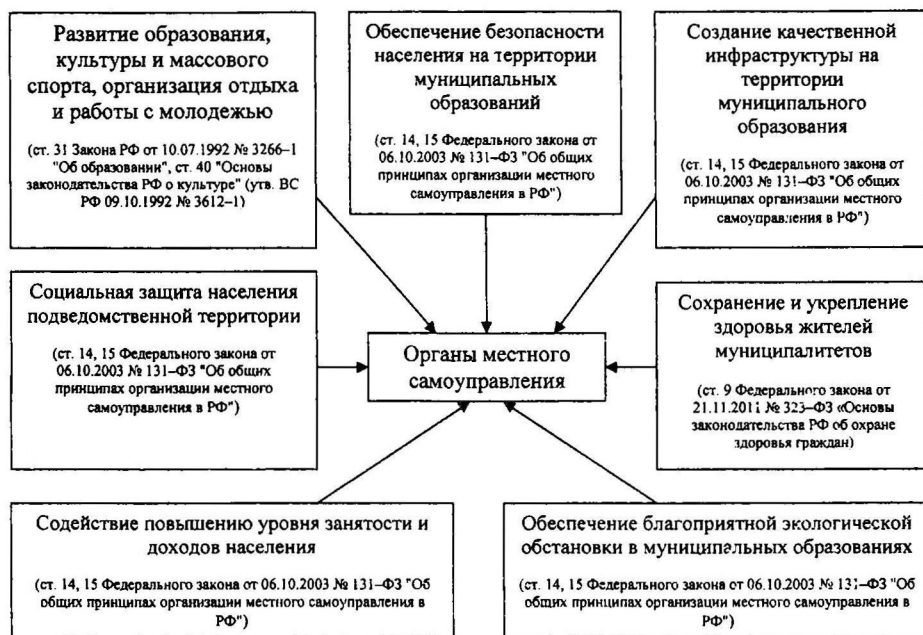 Развитие образования,
культуры и массового
спорта, организация отдыха
и работы с молодежью
(ст. 31 Закона РФ от 10.07.1992 № 3266–1
"Об образовании", ст. 40 "Основы
законодательства РФ о культуре" (утв. ВС
РФ 09.10.1992 № 3612–1)
Обеспечение безопасности
населения на территории
муниципальных
образований
(ст. 14, 15 Федерального закона от
06.10.2003 № 131–ФЗ "Об общих
принципах организации местного
самоуправления в РФ")
Создание качественной
инфраструктуры на
территории
муниципального
образования
(ст. 14, 15 Федерального закона от
06.10.2003 № 131–ФЗ "Об общих
принципах организации местного
самоуправления в РФ")
Социальная защита населения
подведомственной территории
(ст. 14, 15 Федерального закона от
06.10.2003 № 131–ФЗ "Об общих
принципах организации местного
самоуправления в РФ")
Органы местного
самоуправления
Сохранение и укрепление
здоровья жителей
муниципалитетов
(ст. 9 Федерального закона от
21.11.2011 № 323–ФЗ «Основы
законодательства РФ об охране
здоровья граждан)
Содействие повышению уровня занятости и
доходов населения
(ст. 14, 15 Федерального закона от 06.10.2003 № 131–ФЗ "Об
общих принципах организации местного самоуправления в
РФ")
Обеспечение благоприятной экологической
обстановки в муниципальных образованиях
(ст. 14, 15 Федерального закона от 06.10.2003 № 131–ФЗ "Об
общих принципах организации местного самоуправления в
РФ")